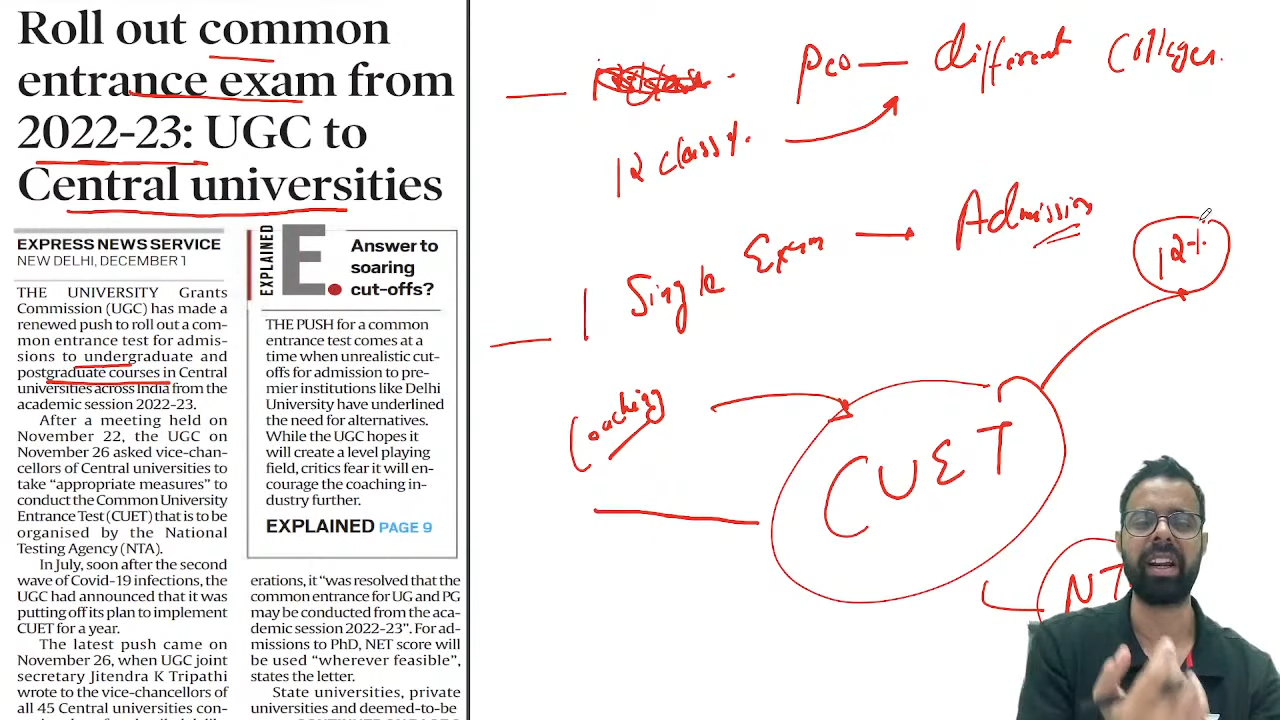 Roll out common
entrance exam from
2022-23: UGC to
Central universities
EXPRESS NEWS SERVICE
NEW DELHI, DECEMBER 1
THE UNIVERSITY Grants
Commission (UGC) has made a
renewed push to roll out a com-
mon entrance test for admis-
sions to undergraduate and
postgraduate courses in Central
universities across India from the
academic session 2022-23.
After a meeting held on
November 22, the UGC on
November 26 asked vice-chan-
cellors of Central universities to
take "appropriate measures" to
conduct the Common University
Entrance Test (CUET) that is to be
organised by the National
Testing Agency (NTA).
In July, soon after the second
wave of Covid-19 infections, the
UGC had announced that it was
putting off its plan to implement
CUET for a year.
The latest push came on
November 26, when UGC joint
secretary Jitendra K Tripathi
wrote to the vice-chancellors of
all 45 Central universities con-
EXPLAINED
E.
Answer to
soaring
cut-offs?
THE PUSH for a common
entrance test comes at a
time when unrealistic cut-
offs for admission to pre-
mier institutions like Delhi
University have underlined
the need for alternatives.
While the UGC hopes it
will create a level playing
field, critics fear it will en-
courage the coaching in-
dustry further.
EXPLAINED PAGE 9
erations, it "was resolved that the
common entrance for UG and PG
may be conducted from the aca-
demic session 2022-23". For ad-
missions to PhD, NET score will
be used "wherever feasible",
states the letter.
State universities, private
universities and deemed-to-be
different Colleges.
12 class %.
1 Single Exam → Admission
12%
Coaching
CUET
NT